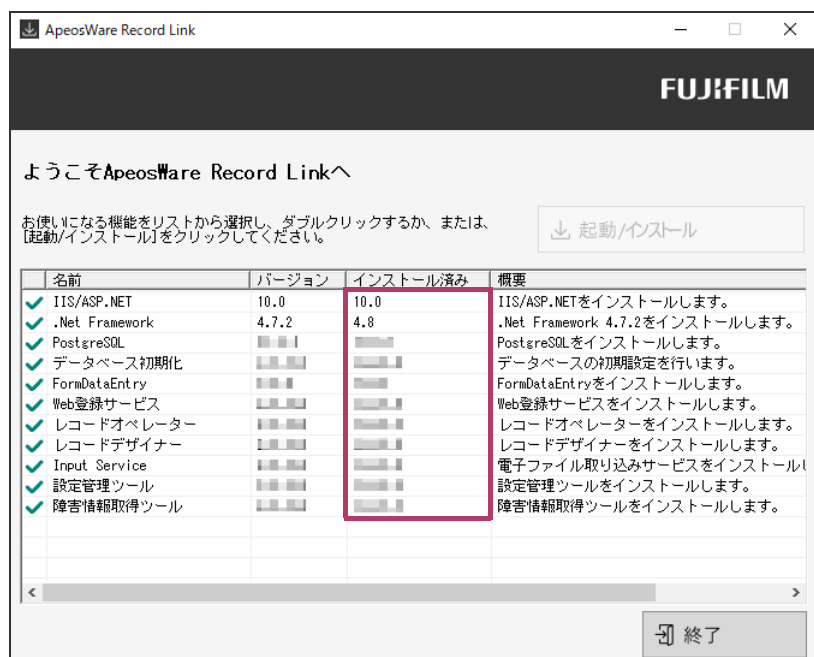 ApeosWare Record Link
FUJIFILM
ようこそApeosWare Record Linkへ
お使いになる機能をリストから選択し、ダブルクリックするか、または、
[起動/インストール]をクリックしてください。
起動/インストール
名前 バージョン インストール済み 概要
IIS/ASP.NET 10.0 10.0 IIS/ASP.NETをインストールします。
.Net Framework 4.7.2 4.8 .Net Framework 4.7.2をインストールします。
PostgreSQL PostgreSQLをインストールします。
データベース初期化 データベースの初期設定を行います。
FormDataEntry FormDataEntryをインストールします。
Web登録サービス Web登録サービスをインストールします。
レコードオペレーター レコードオペレーターをインストールします。
レコードデザイナー レコードデザイナーをインストールします。
Input Service 電子ファイル取り込みサービスをインストール
設定管理ツール 設定管理ツールをインストールします。
障害情報取得ツール 障害情報取得ツールをインストールします。
終了